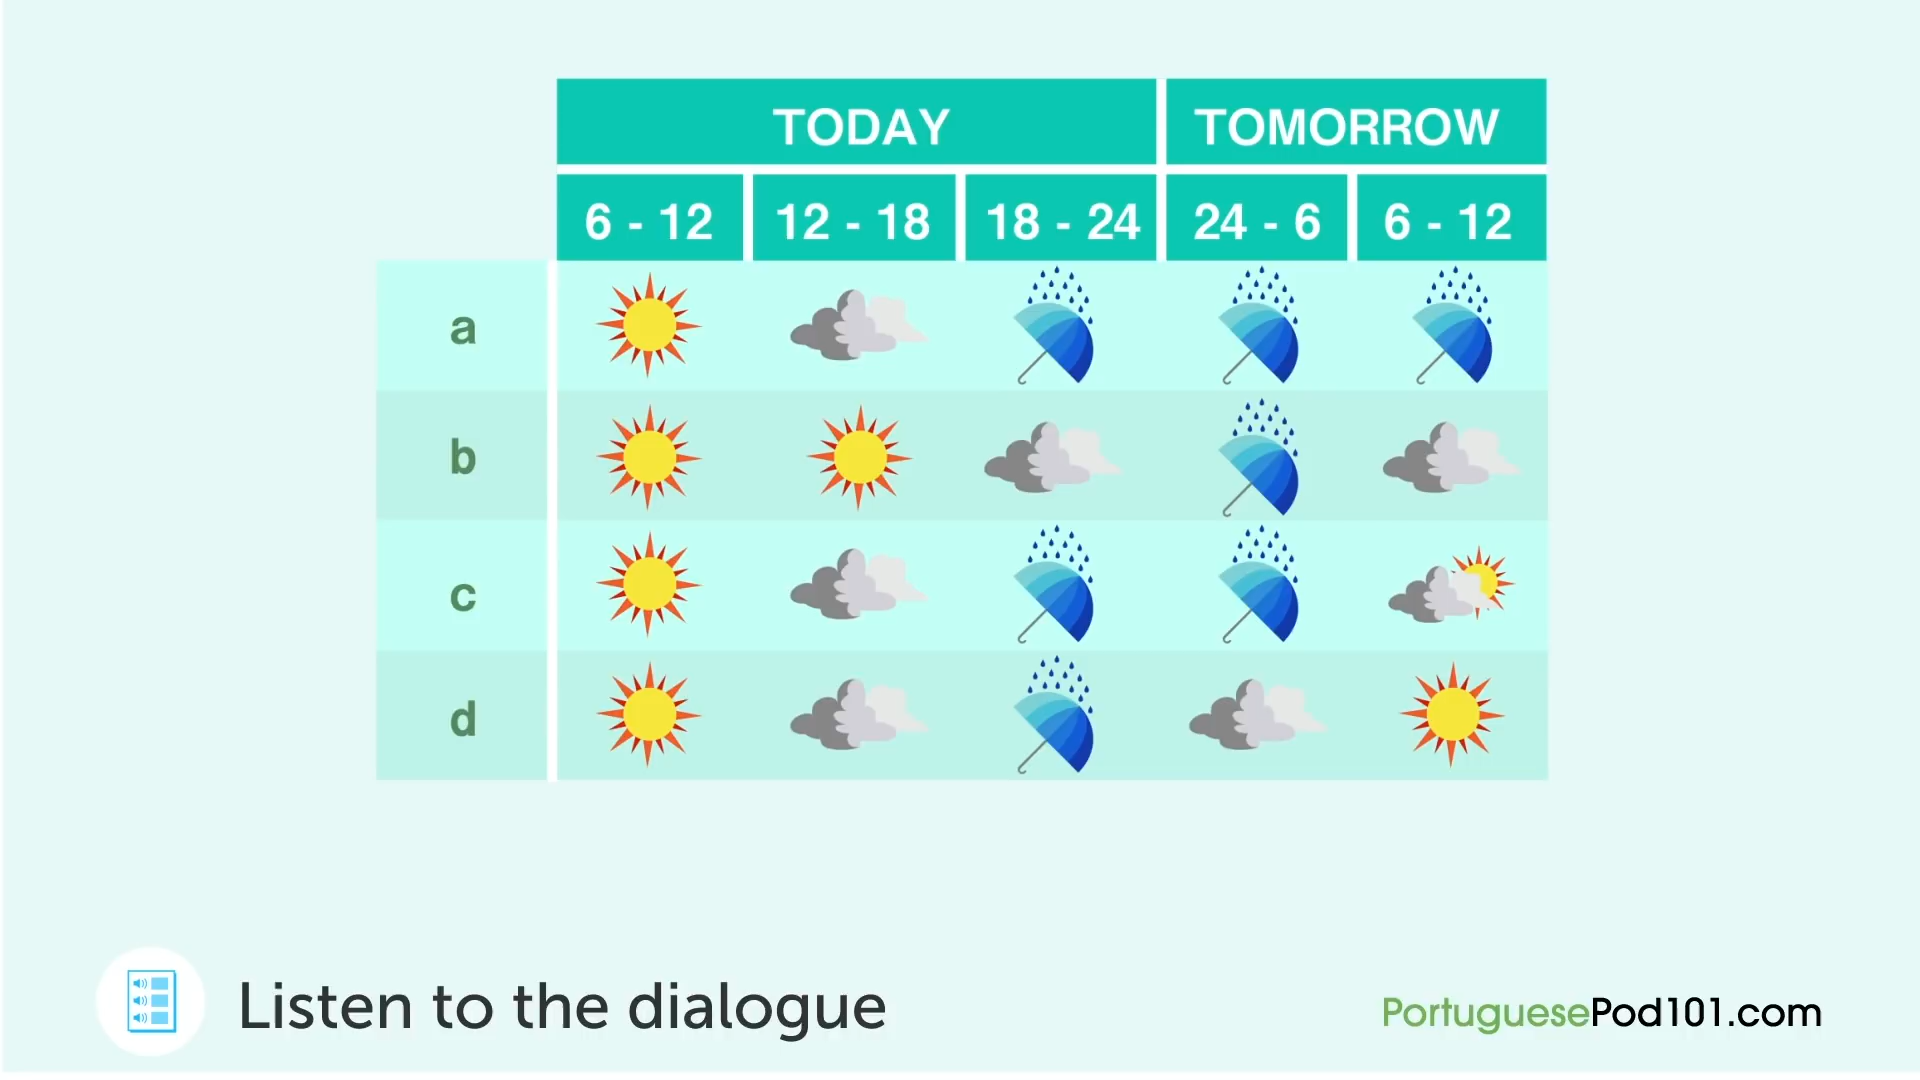 TODAY TOMORROW
6 - 12 12 - 18 18 - 24 24 - 6 6 - 12
a
b
c
d
Listen to the dialogue
PortuguesePod101.com